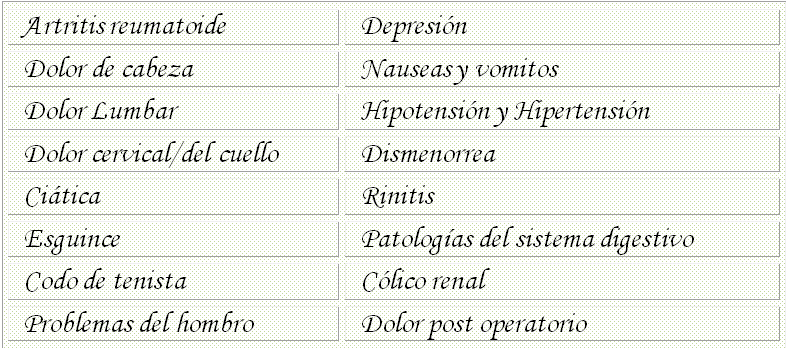 Artritis reumatoide
Depresión
Dolor de cabeza
Nauseas y vomitos
Dolor Lumbar
Hipotensión y Hipertensión
Dolor cervical/del cuello
Dismenorrea
Ciática
Rinitis
Esguince
Patologías del sistema digestivo
Codo de tenista
Cólico renal
Problemas del hombro
Dolor post operatorio